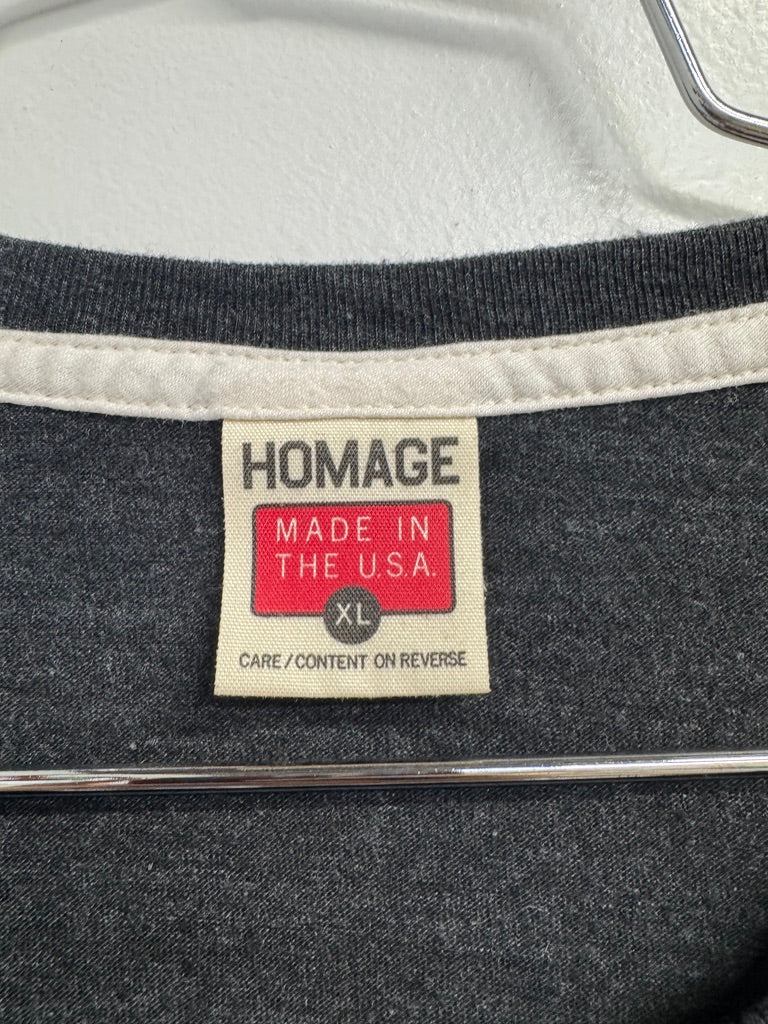 HOMAGE
MADE IN
THE U.S.A.
XL
CARE/CONTENT ON REVERSE